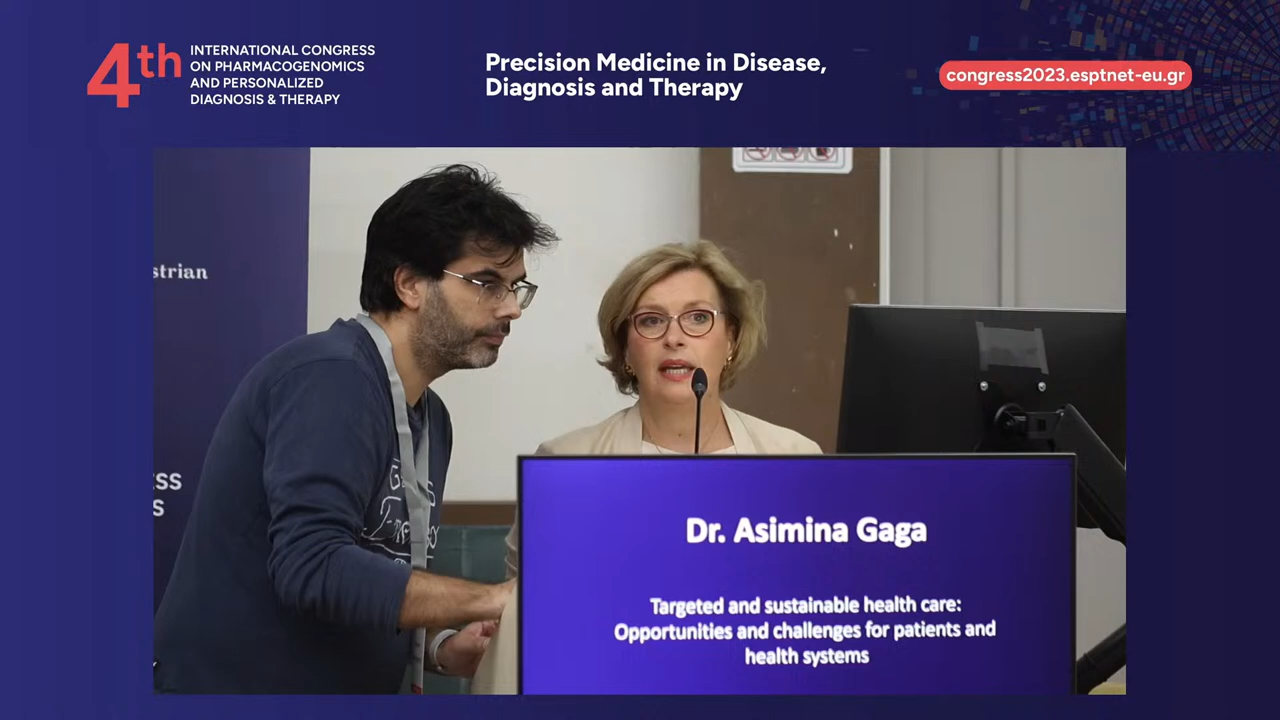 4th
INTERNATIONAL CONGRESS
ON PHARMACOGENOMICS
AND PERSONALIZED
DIAGNOSIS & THERAPY
Precision Medicine in Disease,
Diagnosis and Therapy
congress2023.esptnet-eu.gr
strian
SS
S
Dr. Asimina Gaga
Targeted and sustainable health care:
Opportunities and challenges for patients and
health systems